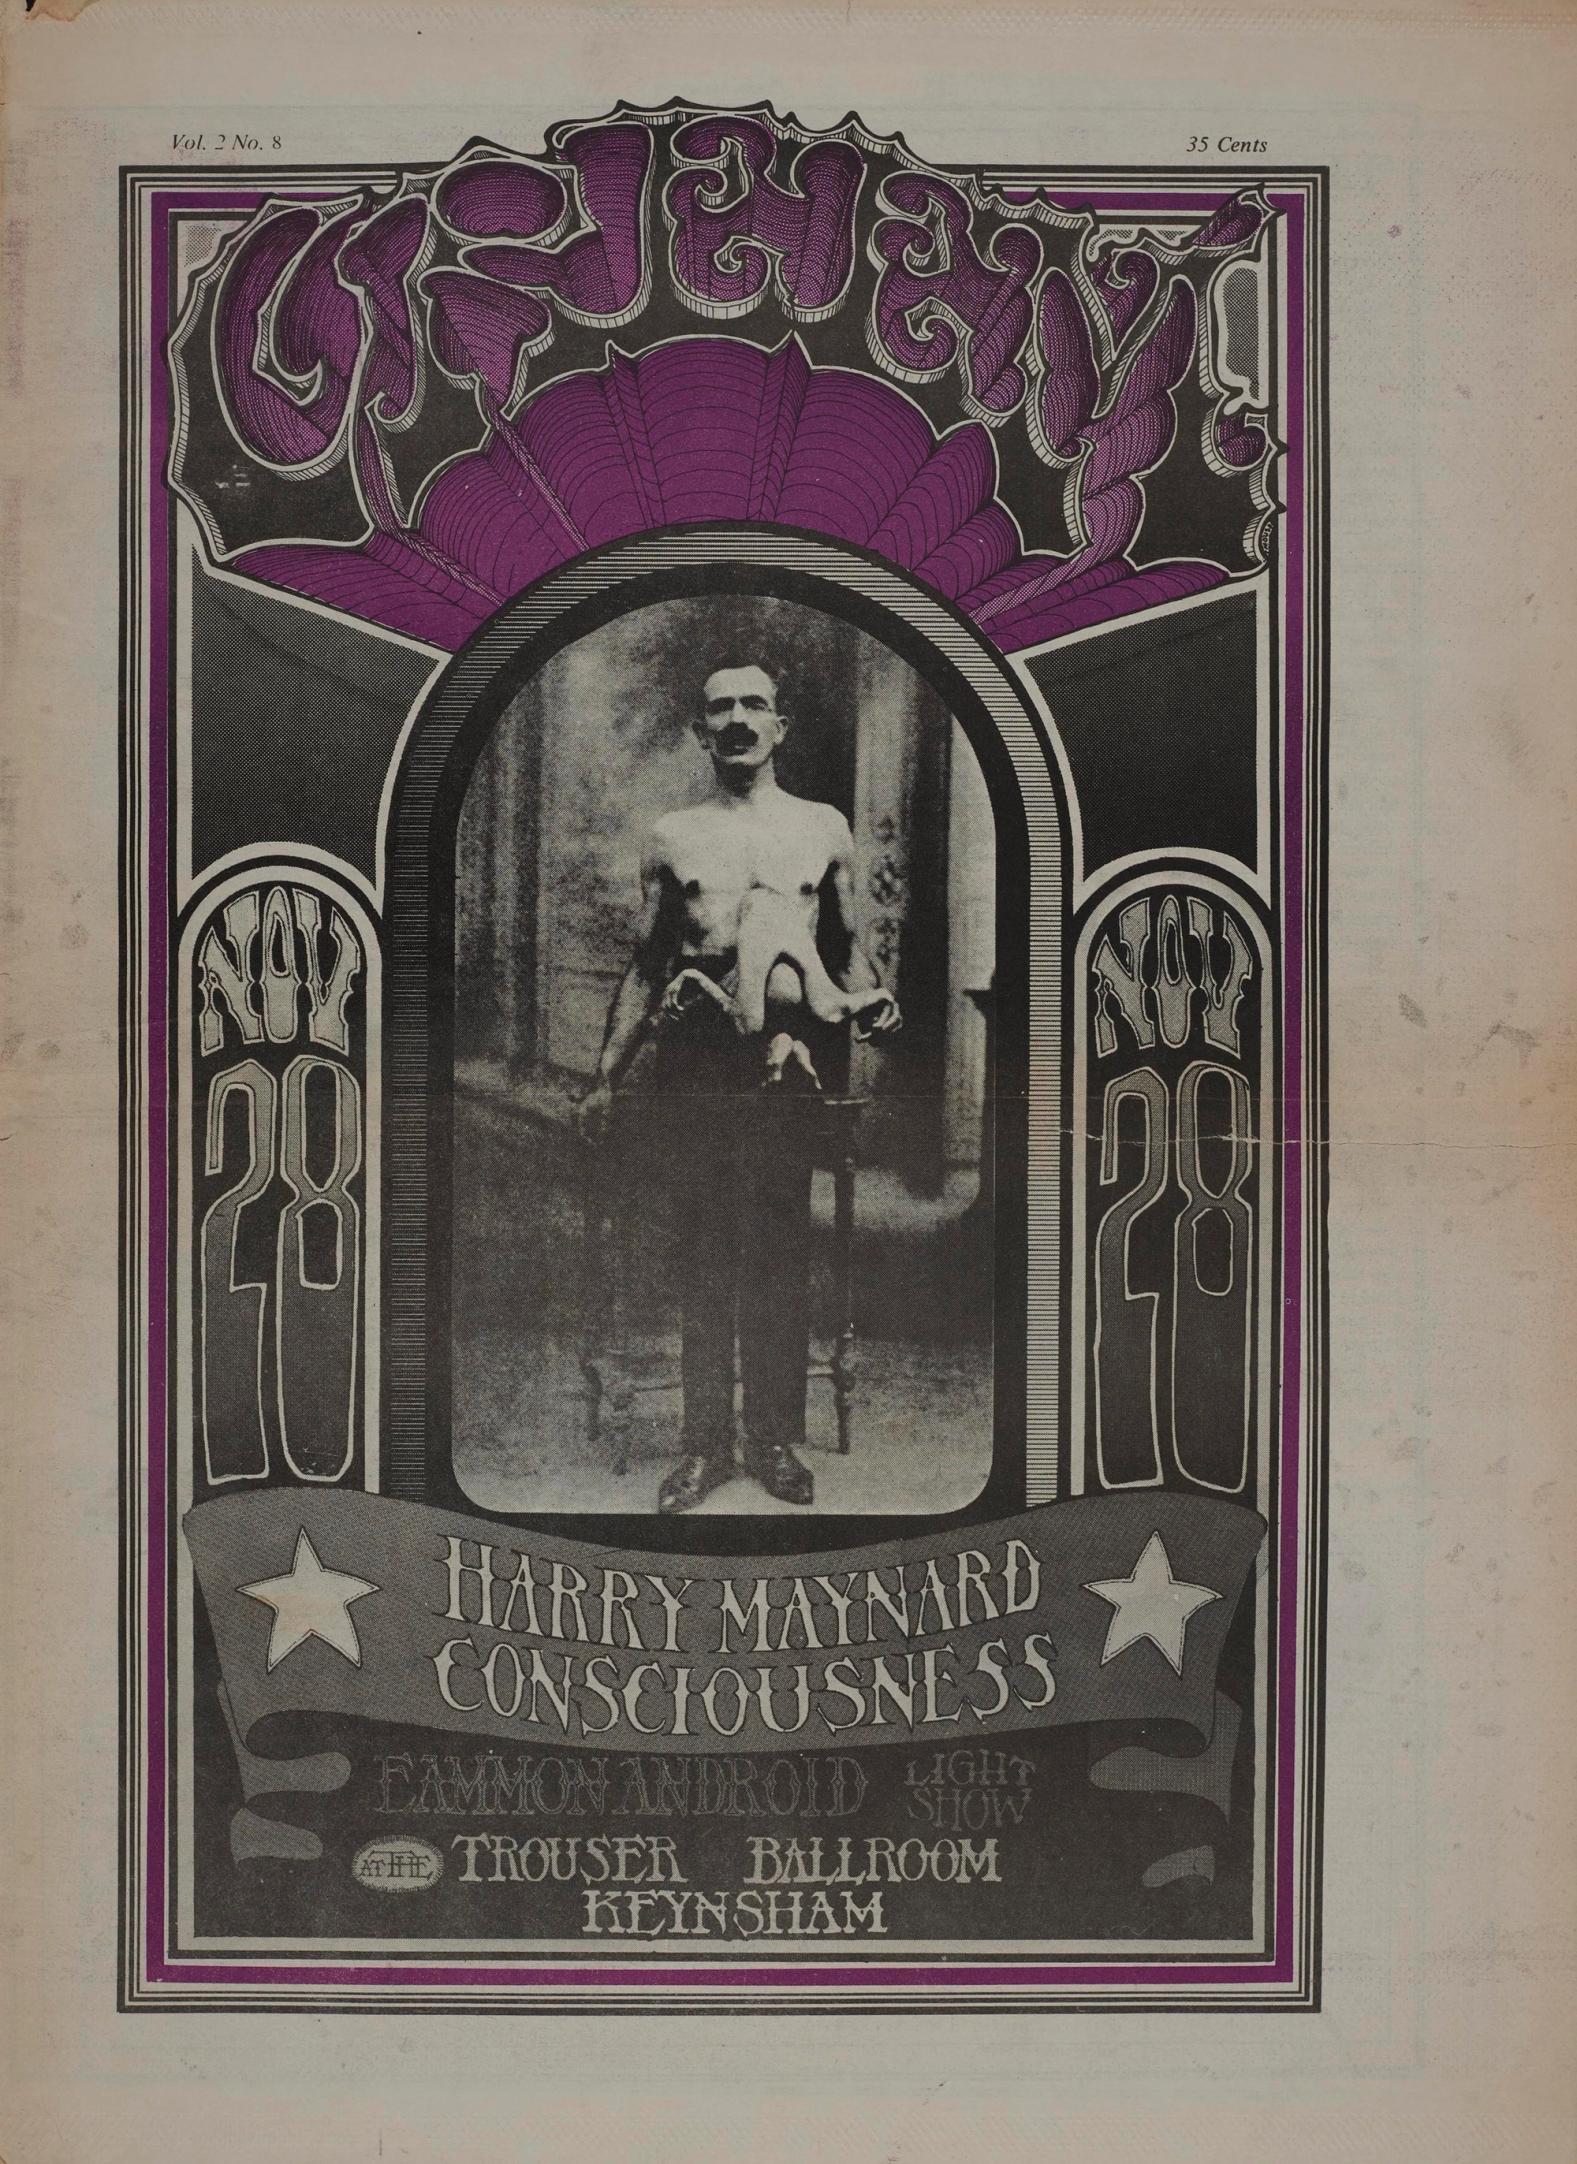 Vol. 2 No. 8
35 Cents
NOV
28
NOV
28
HARRY MAYNARD
CONSCIOUSNESS
EAMMON ANDROID LIGHT
SHOW
AT THE TROUSER BALLROOM
KEYNSHAM